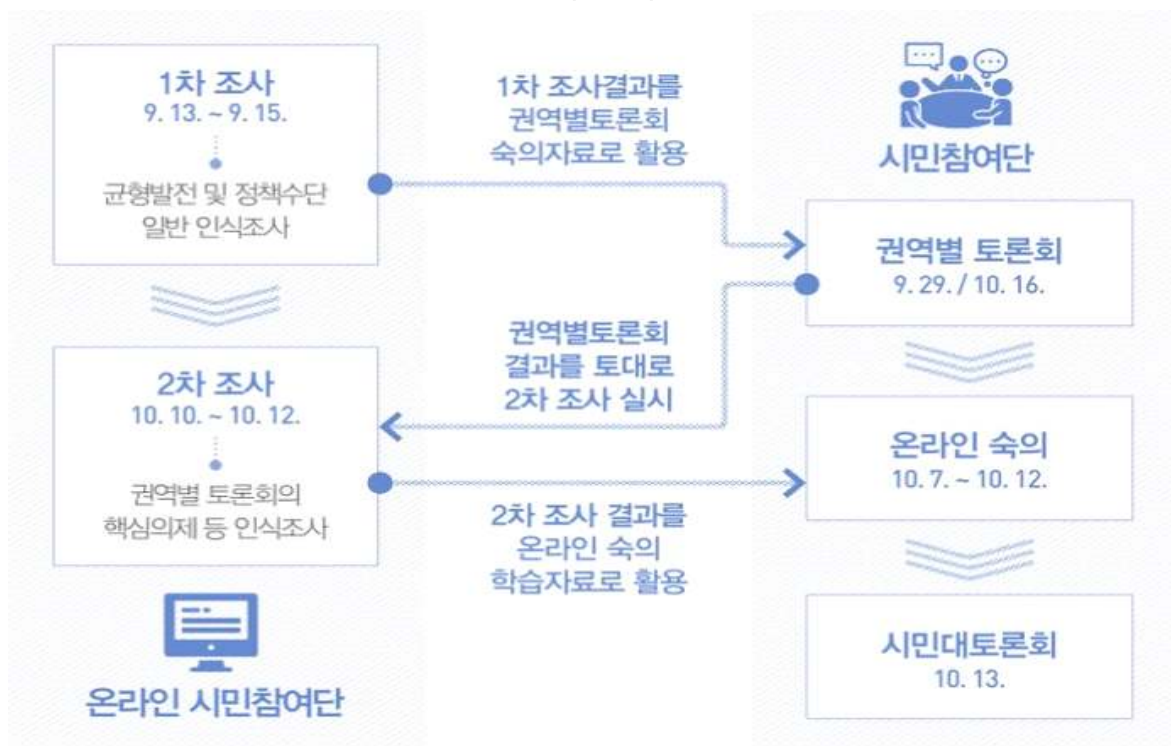 1차 조사
9. 13. ~ 9. 15.
균형발전 및 정책수단
일반 인식조사
1차 조사결과를
권역별토론회
숙의자료로 활용
시민참여단
권역별 토론회
9. 29. / 10. 16.
권역별토론회
결과를 토대로
2차 조사 실시
2차 조사
10. 10. ~ 10. 12.
권역별 토론회의
핵심의제 등 인식조사
온라인 숙의
10. 7. ~ 10. 12.
2차 조사 결과를
온라인 숙의
학습자료로 활용
온라인 시민참여단
시민대토론회
10. 13.